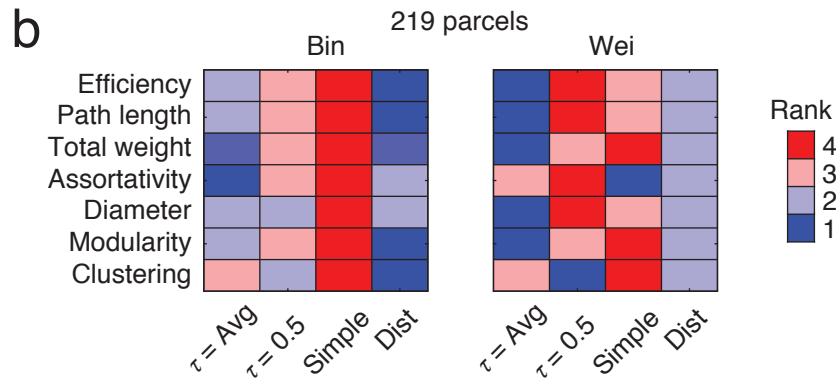 b
219 parcels
Bin
Wei
Efficiency
Path length
Total weight
Assortativity
Diameter
Modularity
Clustering
τ = Avg
τ = 0.5
Simple
Dist
τ = Avg
τ = 0.5
Simple
Dist
Rank
4
3
2
1